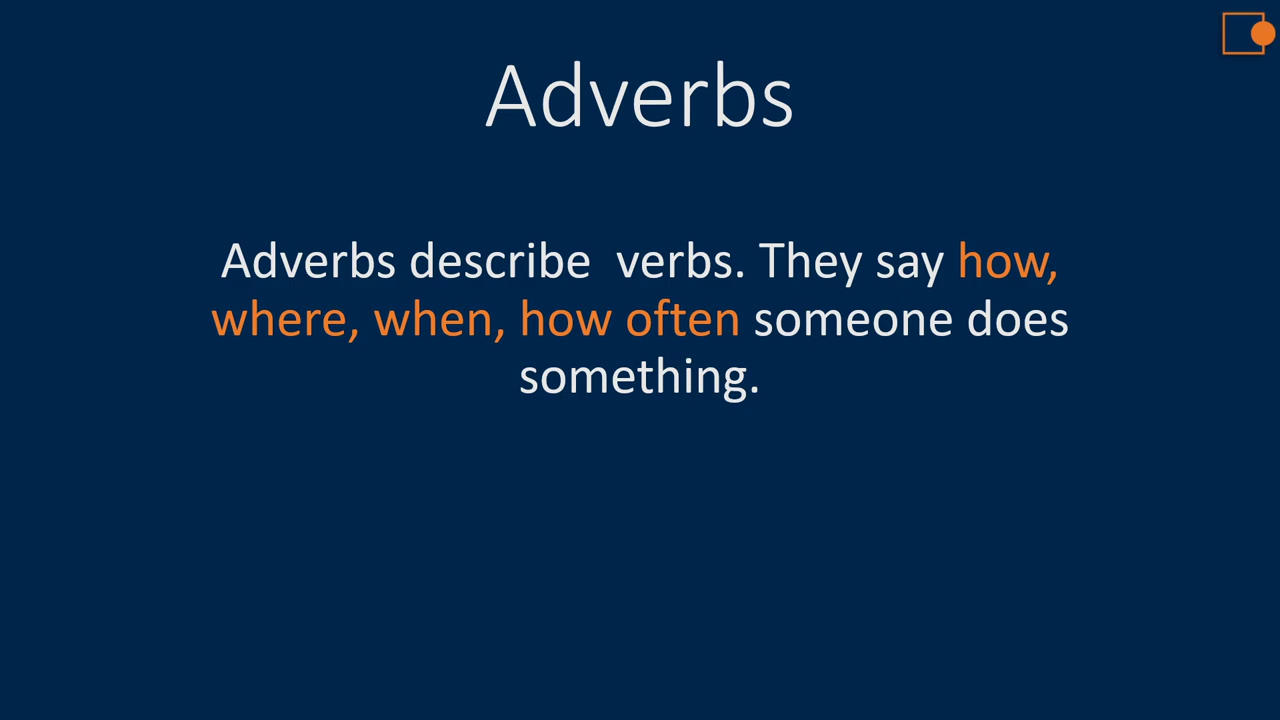 Adverbs
Adverbs describe  verbs. They say how,
where, when, how often someone does
something.